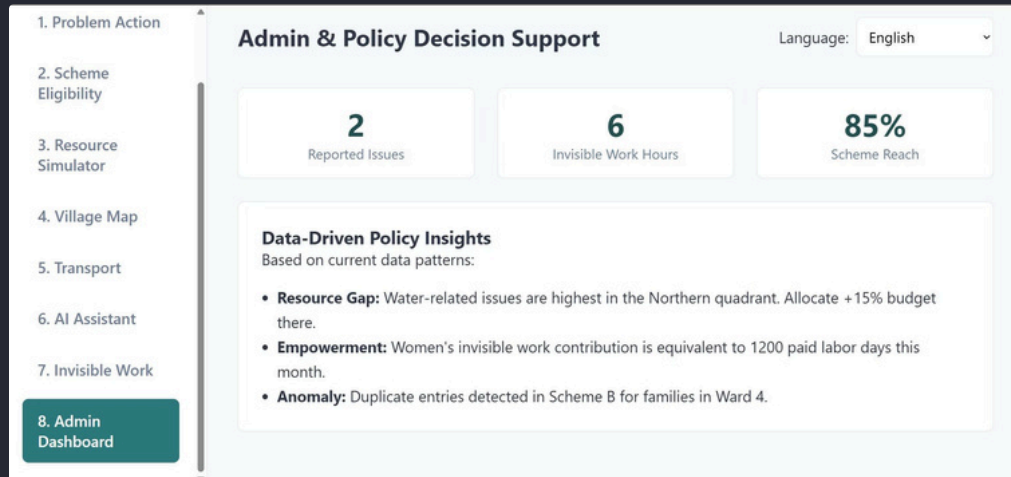 1. Problem Action
2. Scheme
Eligibility
3. Resource
Simulator
4. Village Map
5. Transport
6. AI Assistant
7. Invisible Work
8. Admin
Dashboard
Admin & Policy Decision Support
Language: English
2
Reported Issues
6
Invisible Work Hours
85%
Scheme Reach
Data-Driven Policy Insights
Based on current data patterns:
• Resource Gap: Water-related issues are highest in the Northern quadrant. Allocate +15% budget
there.
• Empowerment: Women's invisible work contribution is equivalent to 1200 paid labor days this
month.
• Anomaly: Duplicate entries detected in Scheme B for families in Ward 4.